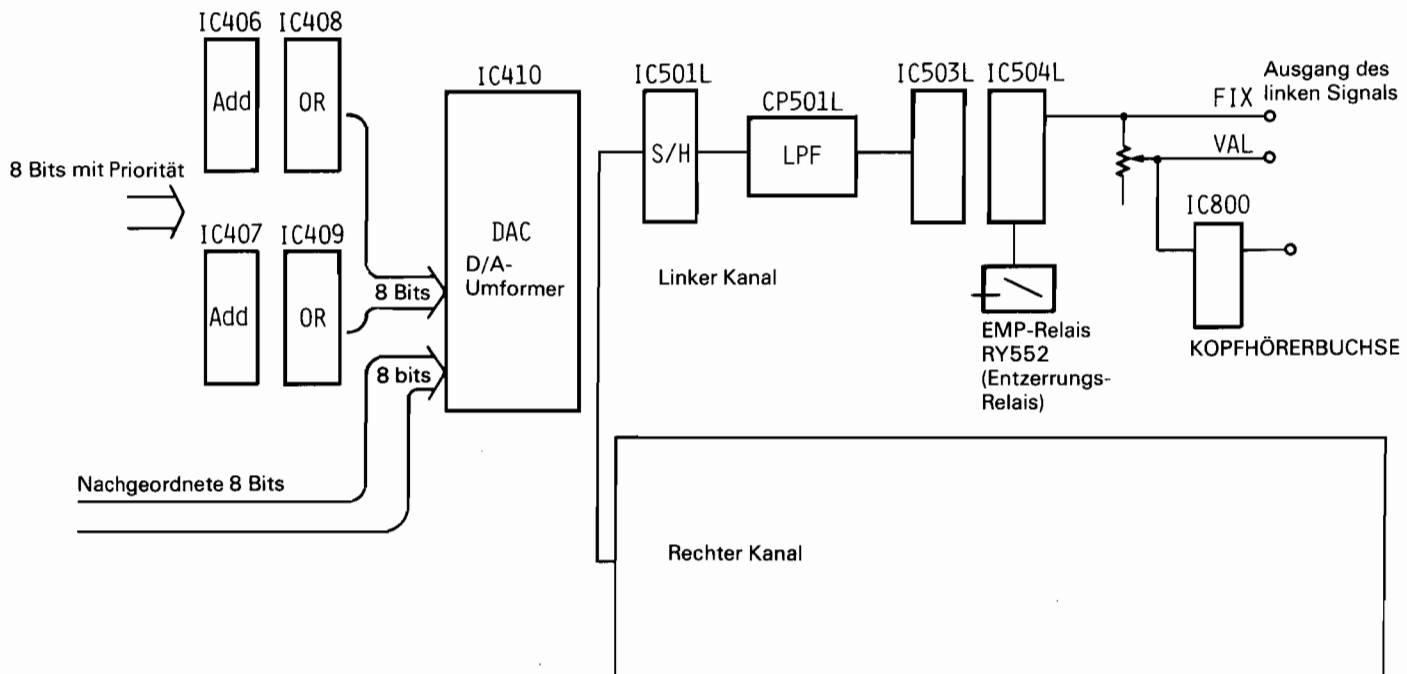 IC406 IC408
Add
OR
8 Bits mit Priorität
IC407 IC409
Add
OR
8 Bits
8 bits
Nachgeordnete 8 Bits
IC410
DAC
D/A-
Umformer
IC501L
S/H
CP501L
LPF
Linker Kanal
IC503L IC504L
EMP-Relais
RY552
(Entzerrungs-
Relais)
Ausgang des
linken Signals
FIX
VAL
IC800
KOPFHÖRERBUCHSE
Rechter Kanal